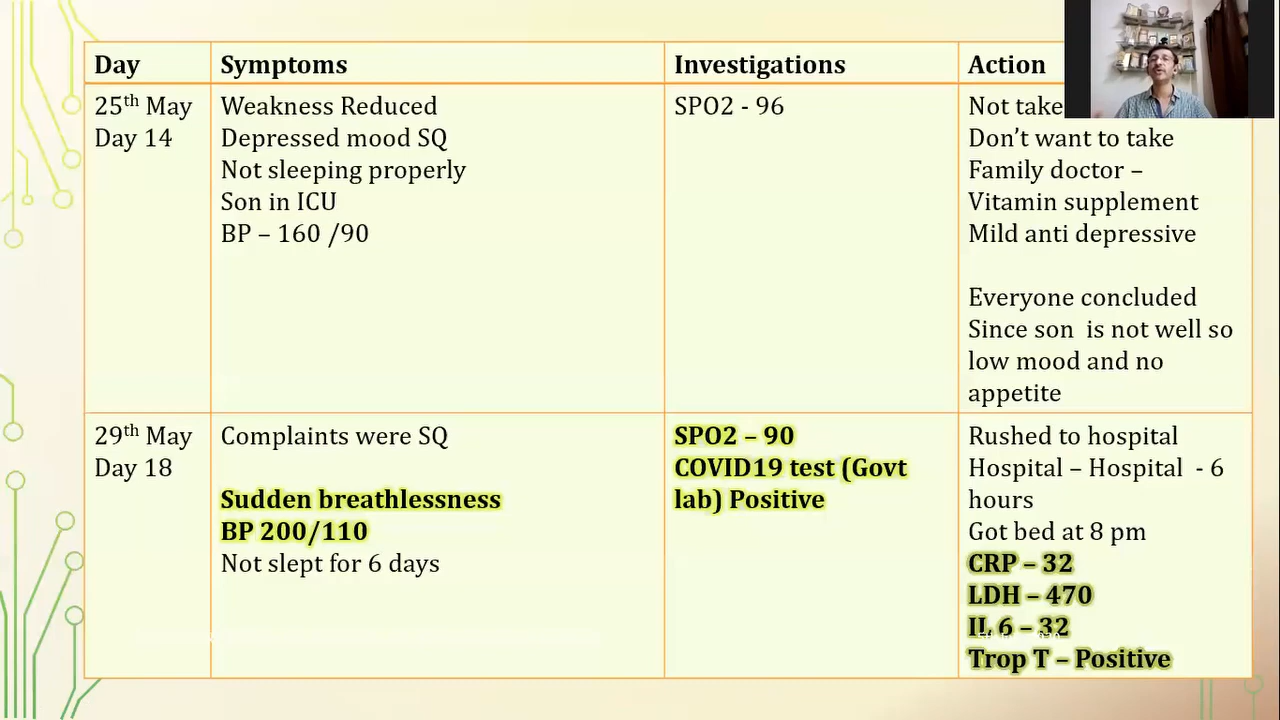 Day
Symptoms
Investigations
Action
25th May
Day 14
Weakness Reduced
Depressed mood SQ
Not sleeping properly
Son in ICU
BP – 160 /90
SPO2 - 96
Not take
Don’t want to take
Family doctor –
Vitamin supplement
Mild anti depressive
Everyone concluded
Since son is not well so
low mood and no
appetite
29th May
Day 18
Complaints were SQ
Sudden breathlessness
BP 200/110
Not slept for 6 days
SPO2 – 90
COVID19 test (Govt
lab) Positive
Rushed to hospital
Hospital – Hospital - 6
hours
Got bed at 8 pm
CRP – 32
LDH – 470
IL 6 – 32
Trop T – Positive